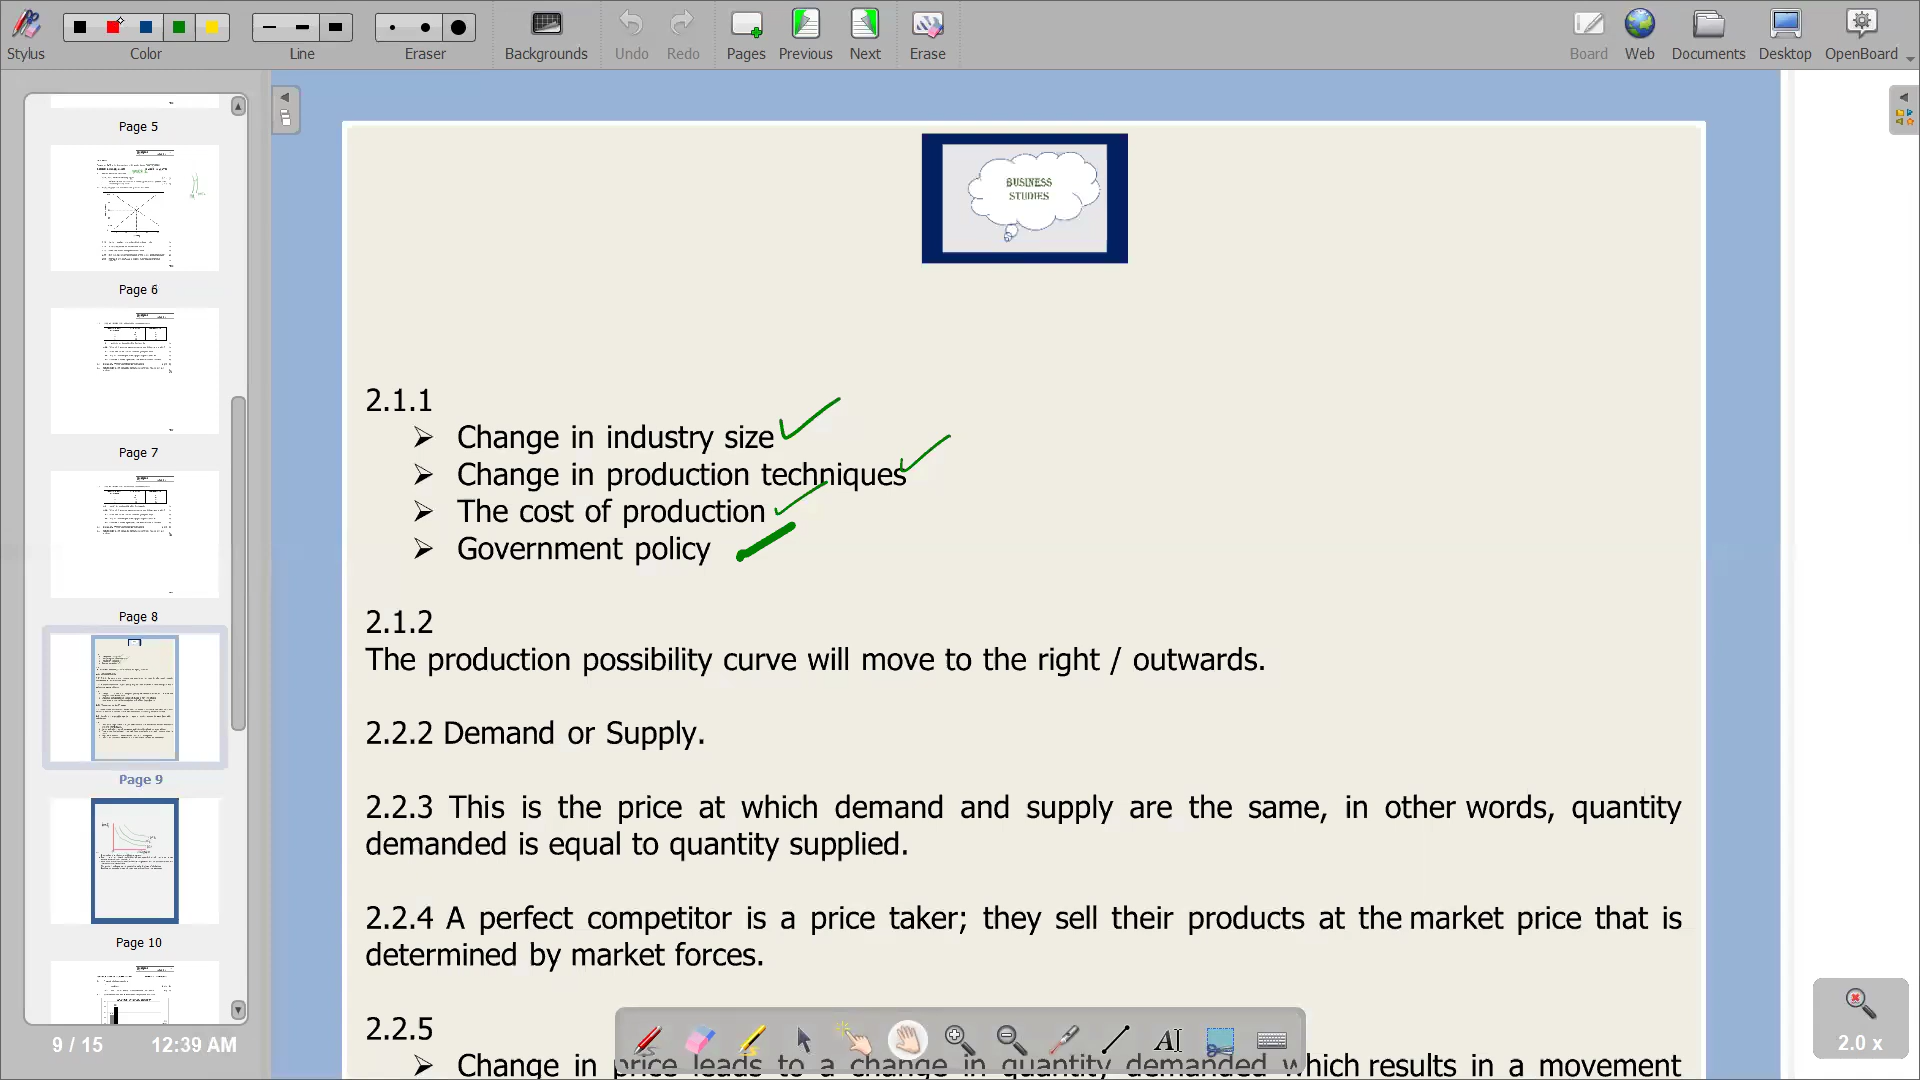 Stylus
Color
Line
Eraser
Backgrounds
Undo
Redo
Pages
Previous
Next
Erase
Board
Web
Documents
Desktop
OpenBoard
Page 5
Page 6
Page 7
Page 8
Page 9
Page 10
9 / 15
12:39 AM
BUSINESS
STUDIES
2.1.1
➢ Change in industry size
➢ Change in production techniques
➢ The cost of production
➢ Government policy
2.1.2
The production possibility curve will move to the right / outwards.
2.2.2 Demand or Supply.
2.2.3 This is the price at which demand and supply are the same, in other words, quantity
demanded is equal to quantity supplied.
2.2.4 A perfect competitor is a price taker; they sell their products at the market price that is
determined by market forces.
2.2.5
➢ Change in price leads to a change in quantity demanded which results in a movement
2.0 x